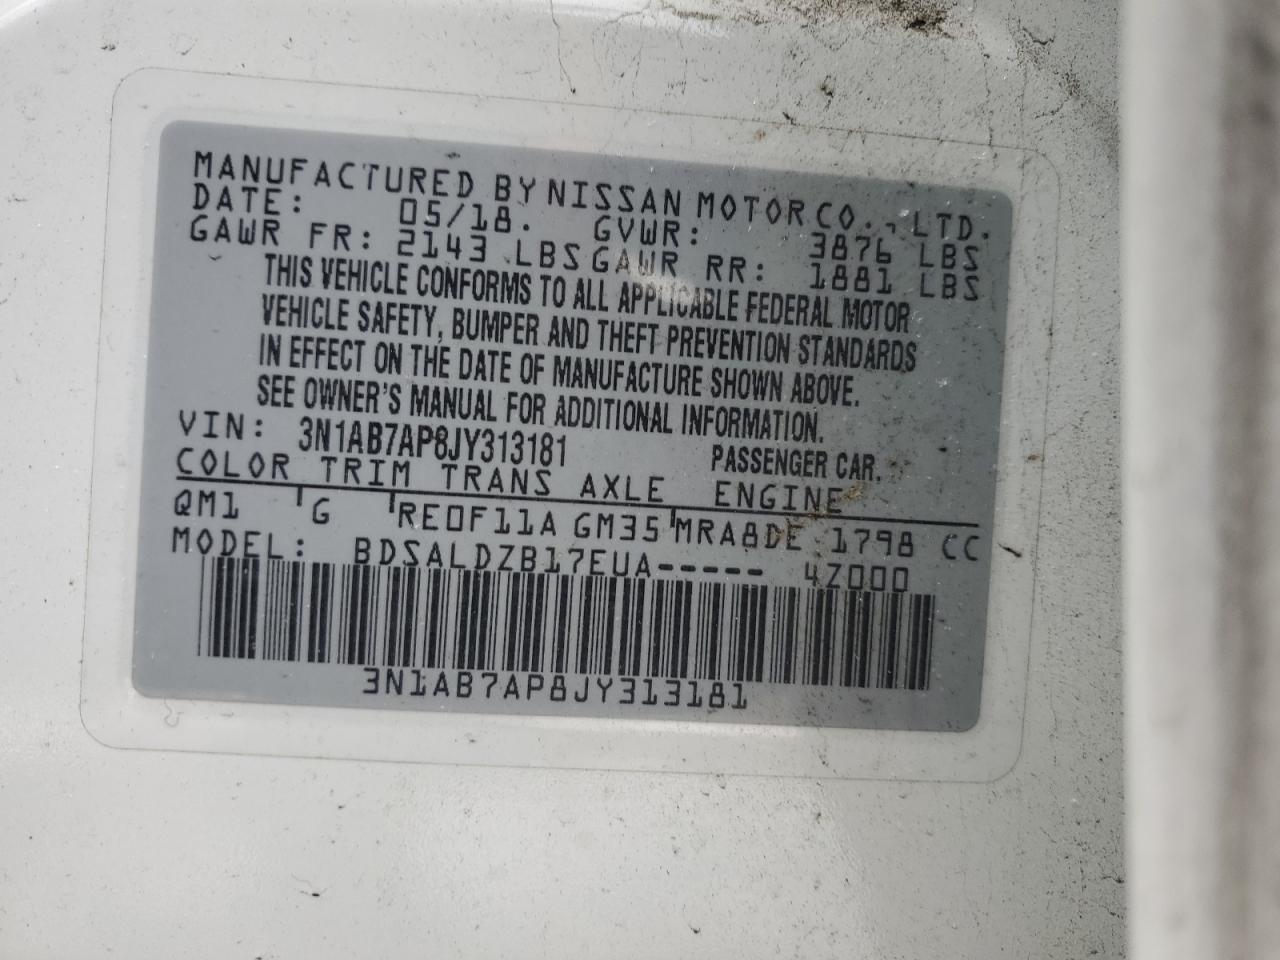 MANUFACTURED BY NISSAN MOTOR CO., LTD.
DATE: 05/18. GVWR: 3876 LBS
GAWR FR: 2143 LBS GAWR RR: 1881 LBS
THIS VEHICLE CONFORMS TO ALL APPLICABLE FEDERAL MOTOR
VEHICLE SAFETY, BUMPER AND THEFT PREVENTION STANDARDS
IN EFFECT ON THE DATE OF MANUFACTURE SHOWN ABOVE.
SEE OWNER'S MANUAL FOR ADDITIONAL INFORMATION.
VIN: 3N1AB7AP8JY313181 PASSENGER CAR.
COLOR TRIM TRANS AXLE ENGINE
QM1 G RE0F11A GM35 MRA8DE 1798 CC
MODEL: BDSALDZB17EUA----- 4Z000
3N1AB7AP8JY313181